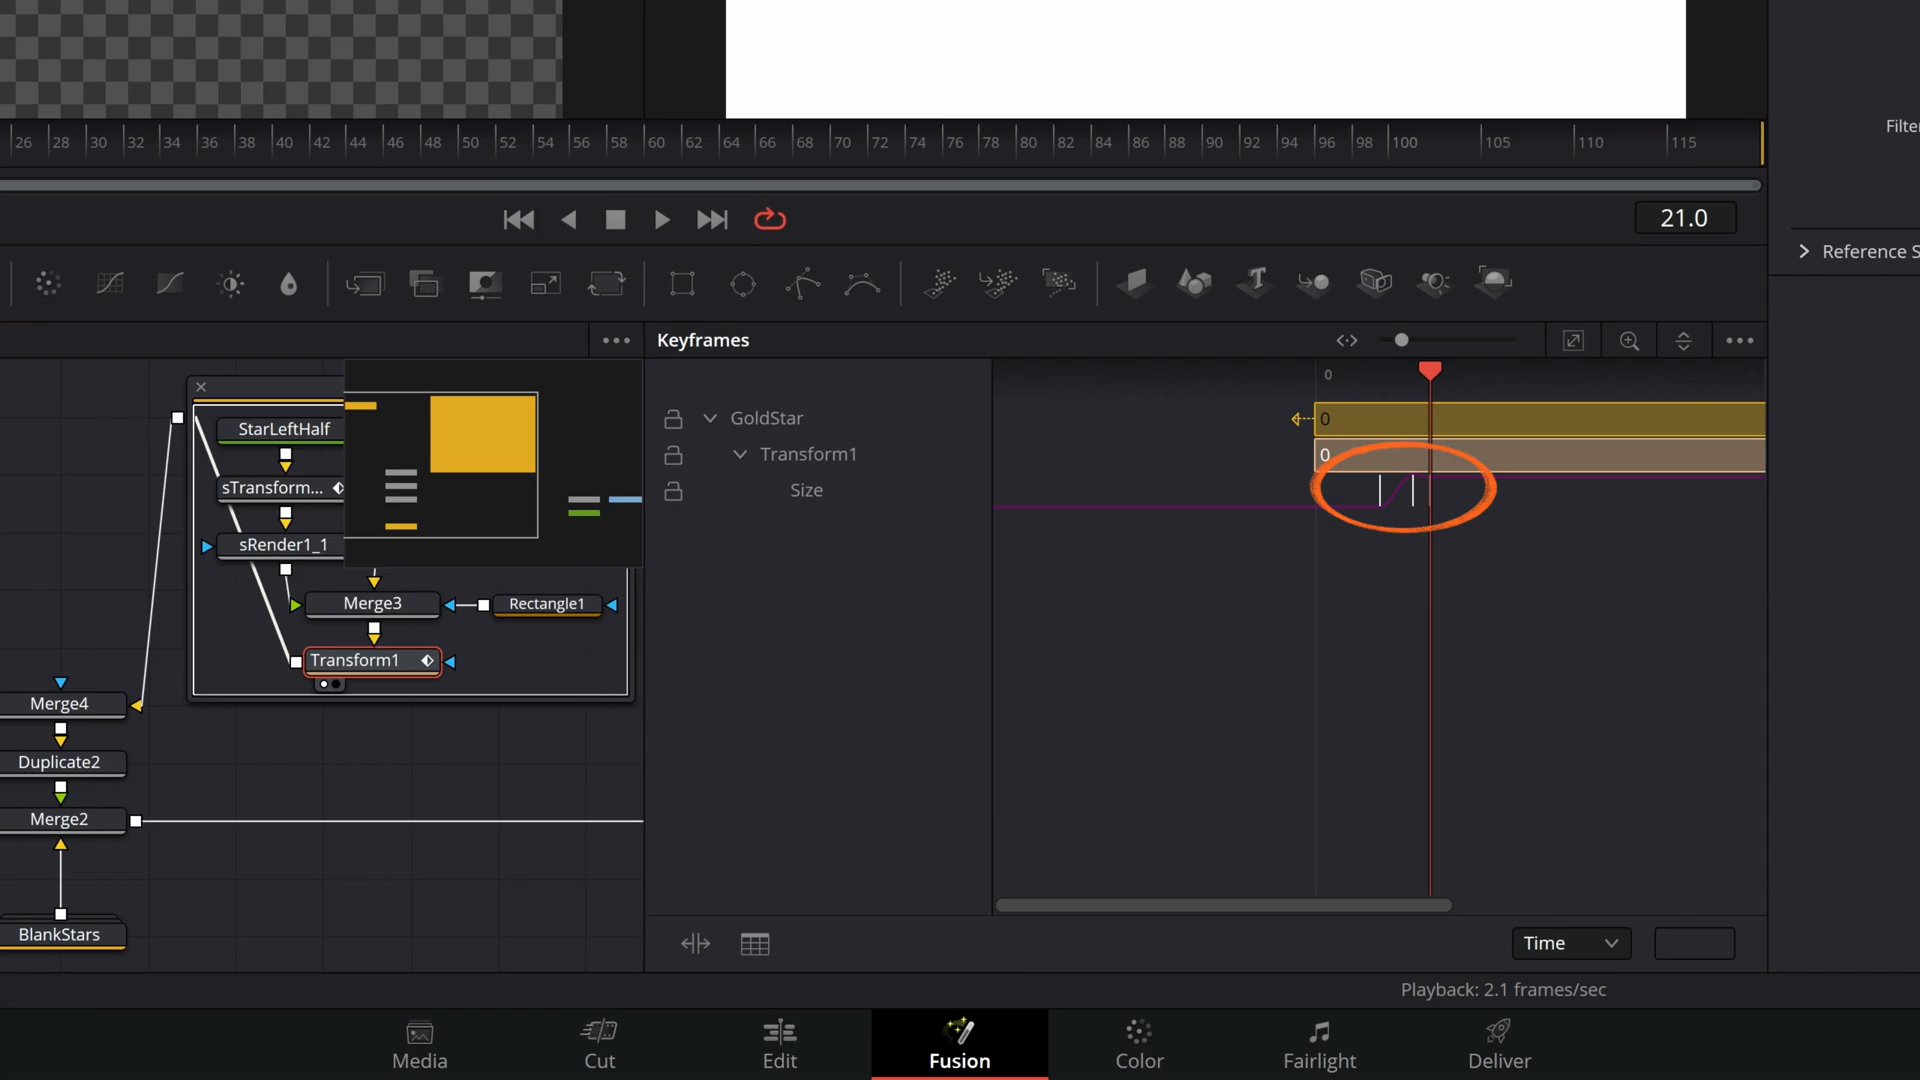 26 28 30 32 34 36 38 40 42 44 46 48 50 52 54 56 58 60 62 64 66 68 70 72 74 76 78 80 82 84 86 88 90 92 94 96 98 100 105 110 115
21.0
Reference S
Filter
Keyframes
0
GoldStar
0
Transform1
0
Size
StarLeftHalf
sTransform...
sRender1_1
Merge3
Rectangle1
Transform1
Merge4
Duplicate2
Merge2
BlankStars
Time
Playback: 2.1 frames/sec
Media
Cut
Edit
Fusion
Color
Fairlight
Deliver